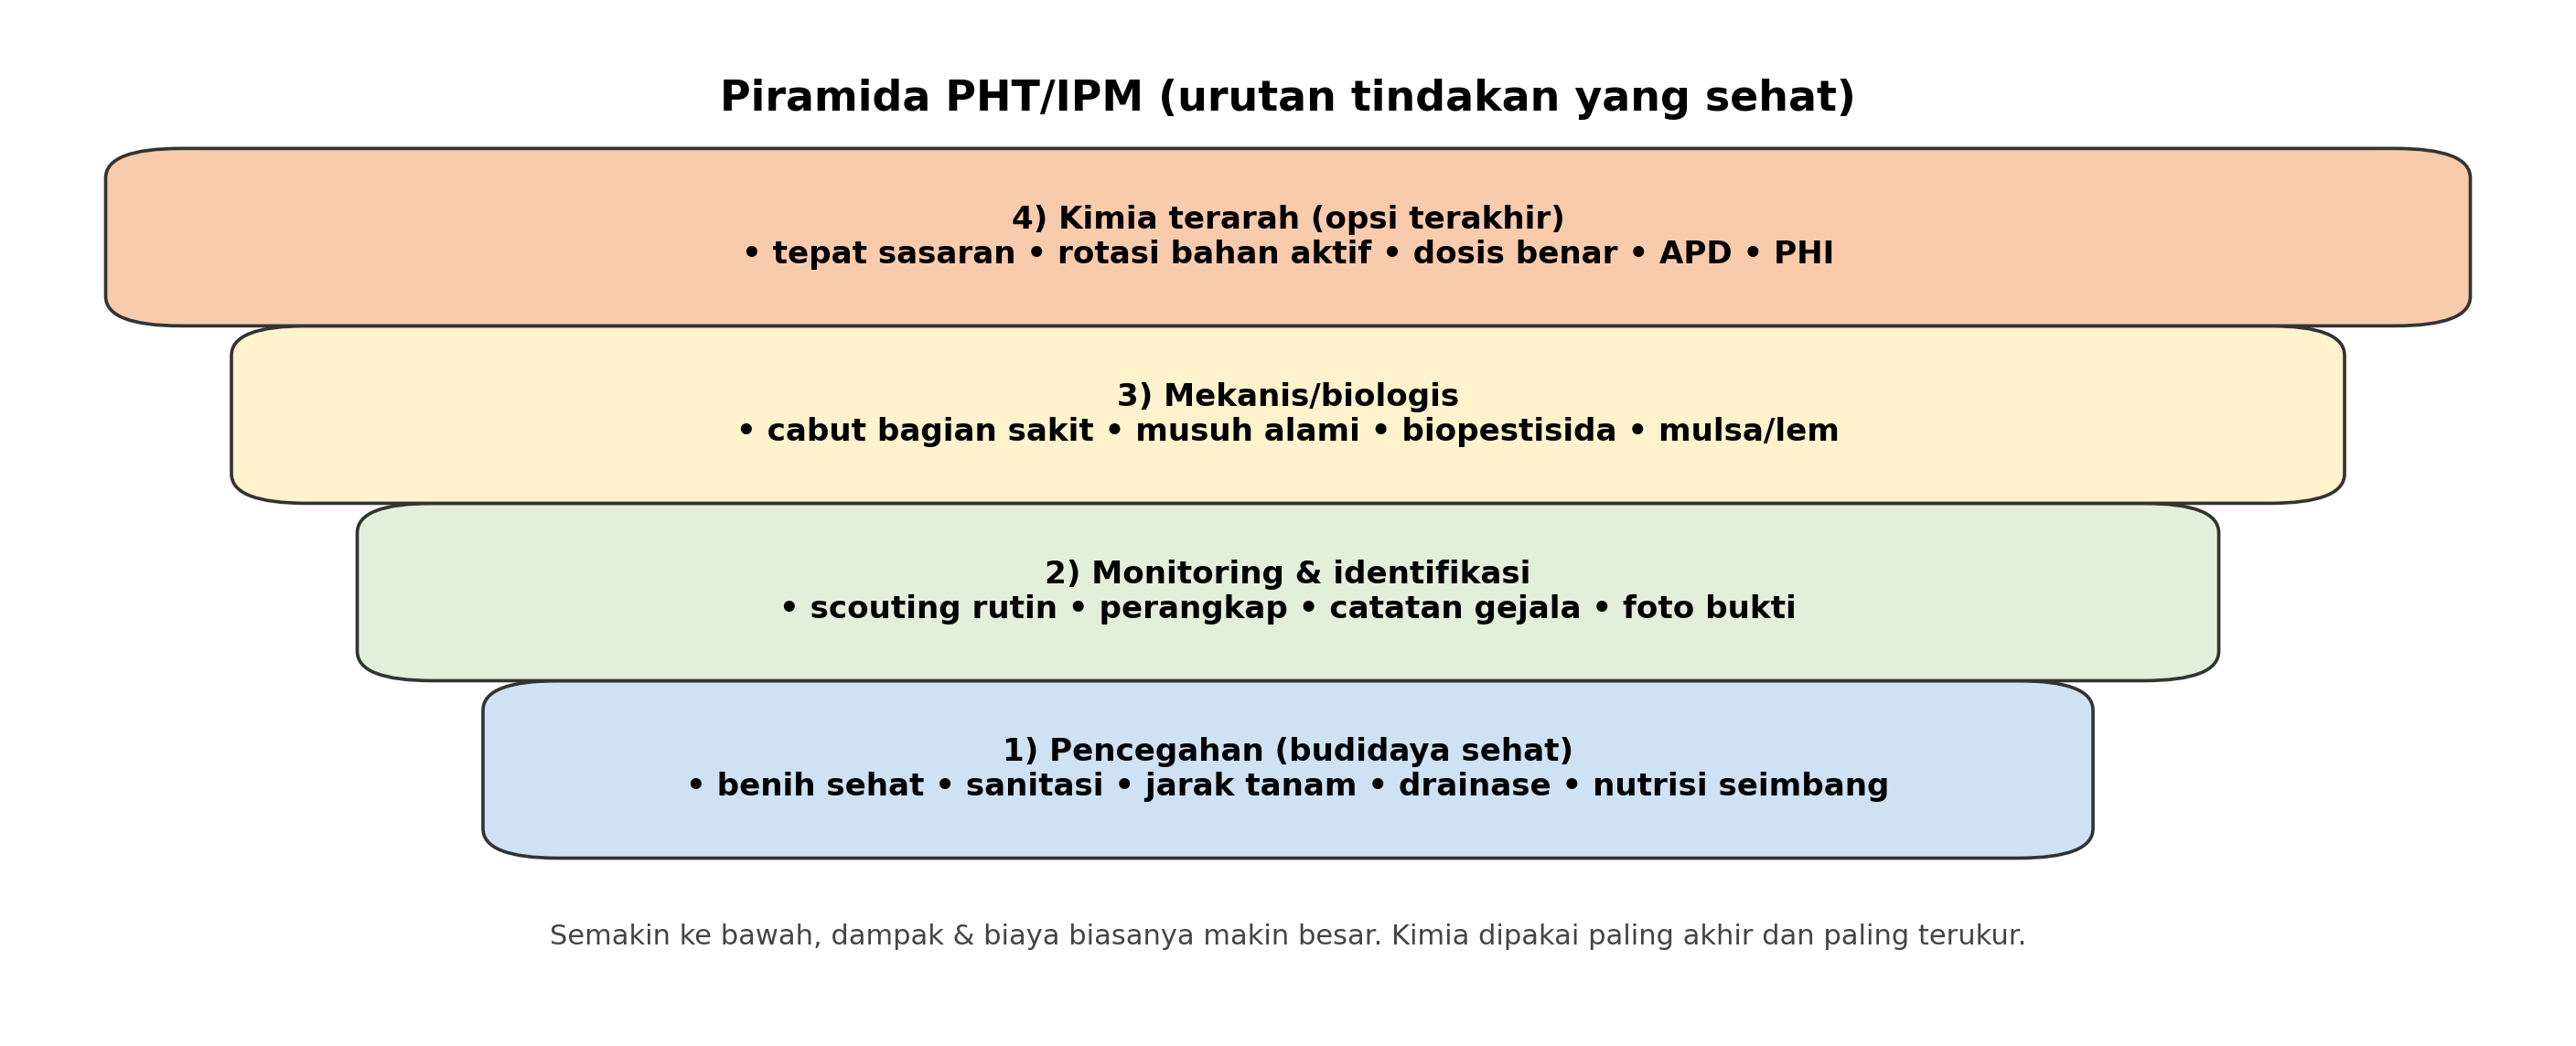 Piramida PHT/IPM (urutan tindakan yang sehat)
4) Kimia terarah (opsi terakhir)
• tepat sasaran • rotasi bahan aktif • dosis benar • APD • PHI
3) Mekanis/biologis
• cabut bagian sakit • musuh alami • biopestisida • mulsa/lem
2) Monitoring & identifikasi
• scouting rutin • perangkap • catatan gejala • foto bukti
1) Pencegahan (budidaya sehat)
• benih sehat • sanitasi • jarak tanam • drainase • nutrisi seimbang
Semakin ke bawah, dampak & biaya biasanya makin besar. Kimia dipakai paling akhir dan paling terukur.